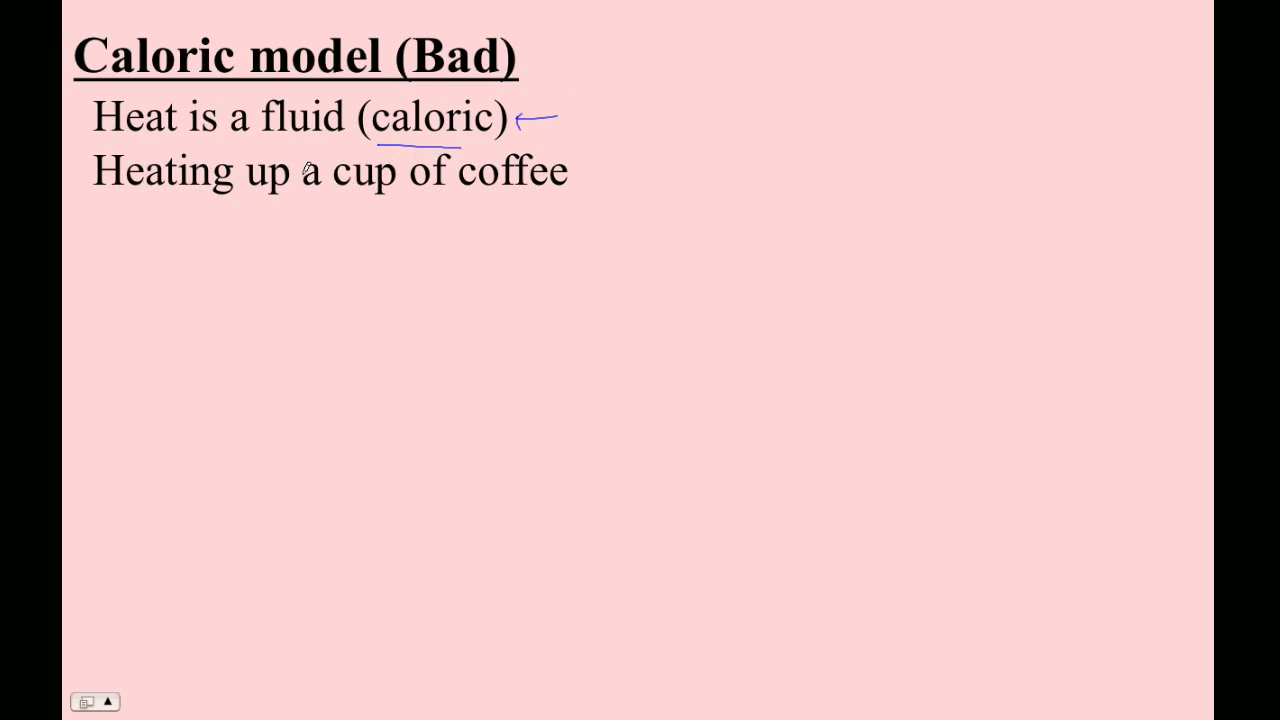 Caloric model (Bad)
Heat is a fluid (caloric)
Heating up a cup of coffee